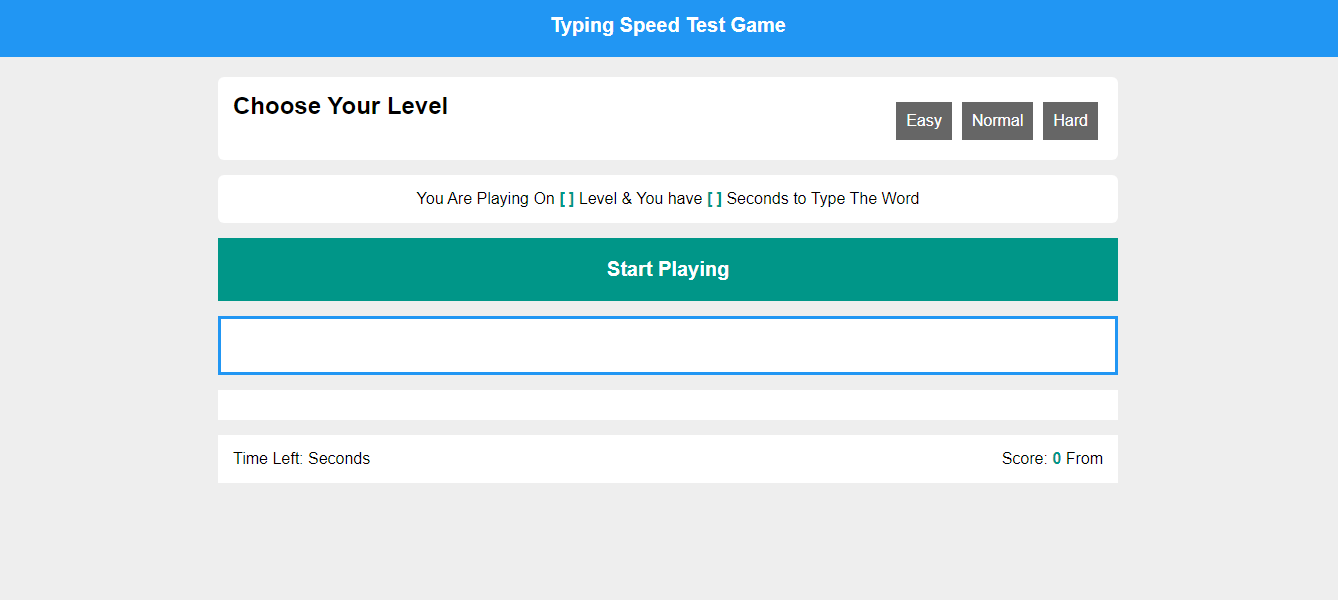 Typing Speed Test Game
Choose Your Level
Easy Normal Hard
You Are Playing On [ ] Level & You have [ ] Seconds to Type The Word
Start Playing
Time Left: Seconds
Score: 0 From